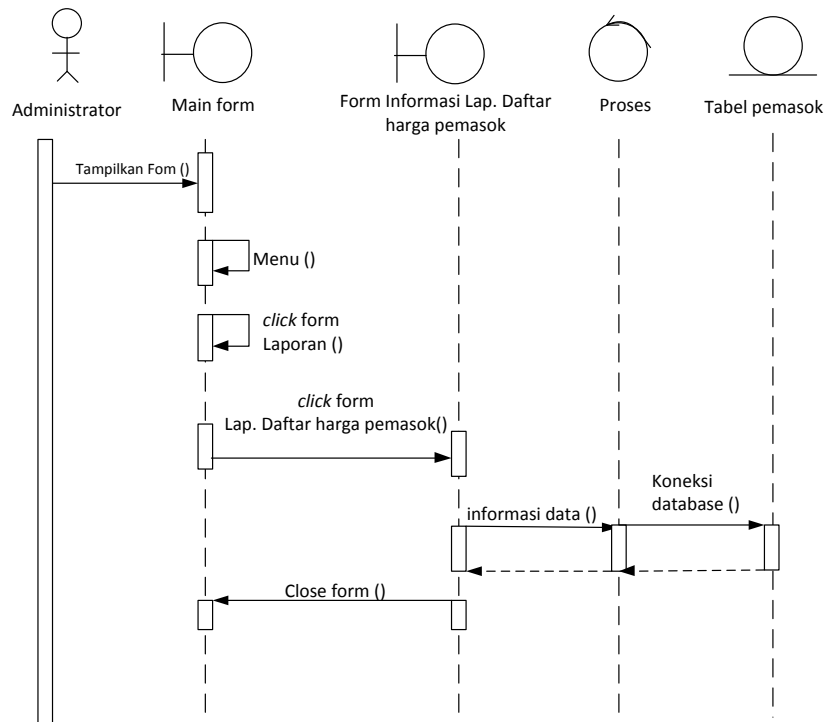 Administrator
Main form
Form Informasi Lap. Daftar
harga pemasok
Proses
Tabel pemasok
Tampilkan Fom ()
Menu ()
click form
Laporan ()
click form
Lap. Daftar harga pemasok()
Koneksi
database ()
informasi data ()
Close form ()